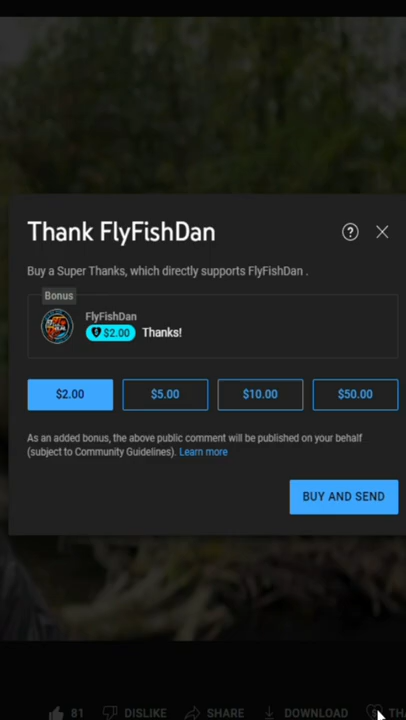 Thank FlyFishDan
Buy a Super Thanks, which directly supports FlyFishDan .
Bonus
FlyFishDan
$2.00 Thanks!
$2.00 $5.00 $10.00 $50.00
As an added bonus, the above public comment will be published on your behalf
(subject to Community Guidelines). Learn more
BUY AND SEND
81 DISLIKE SHARE DOWNLOAD